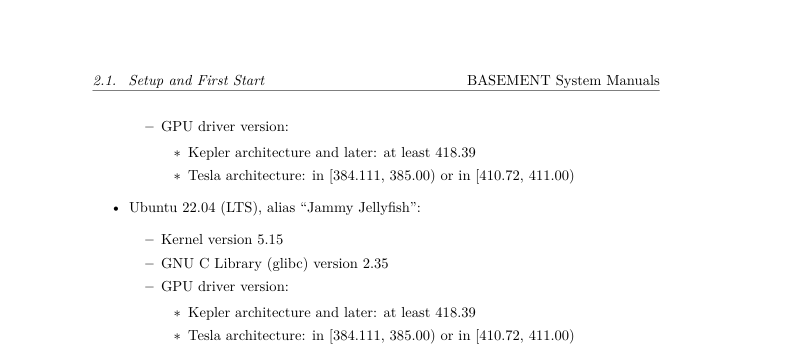 2.1. Setup and First Start BASEMENT System Manuals
– GPU driver version:
∗ Kepler architecture and later: at least 418.39
∗ Tesla architecture: in [384.111, 385.00) or in [410.72, 411.00)
• Ubuntu 22.04 (LTS), alias “Jammy Jellyfish”:
– Kernel version 5.15
– GNU C Library (glibc) version 2.35
– GPU driver version:
∗ Kepler architecture and later: at least 418.39
∗ Tesla architecture: in [384.111, 385.00) or in [410.72, 411.00)